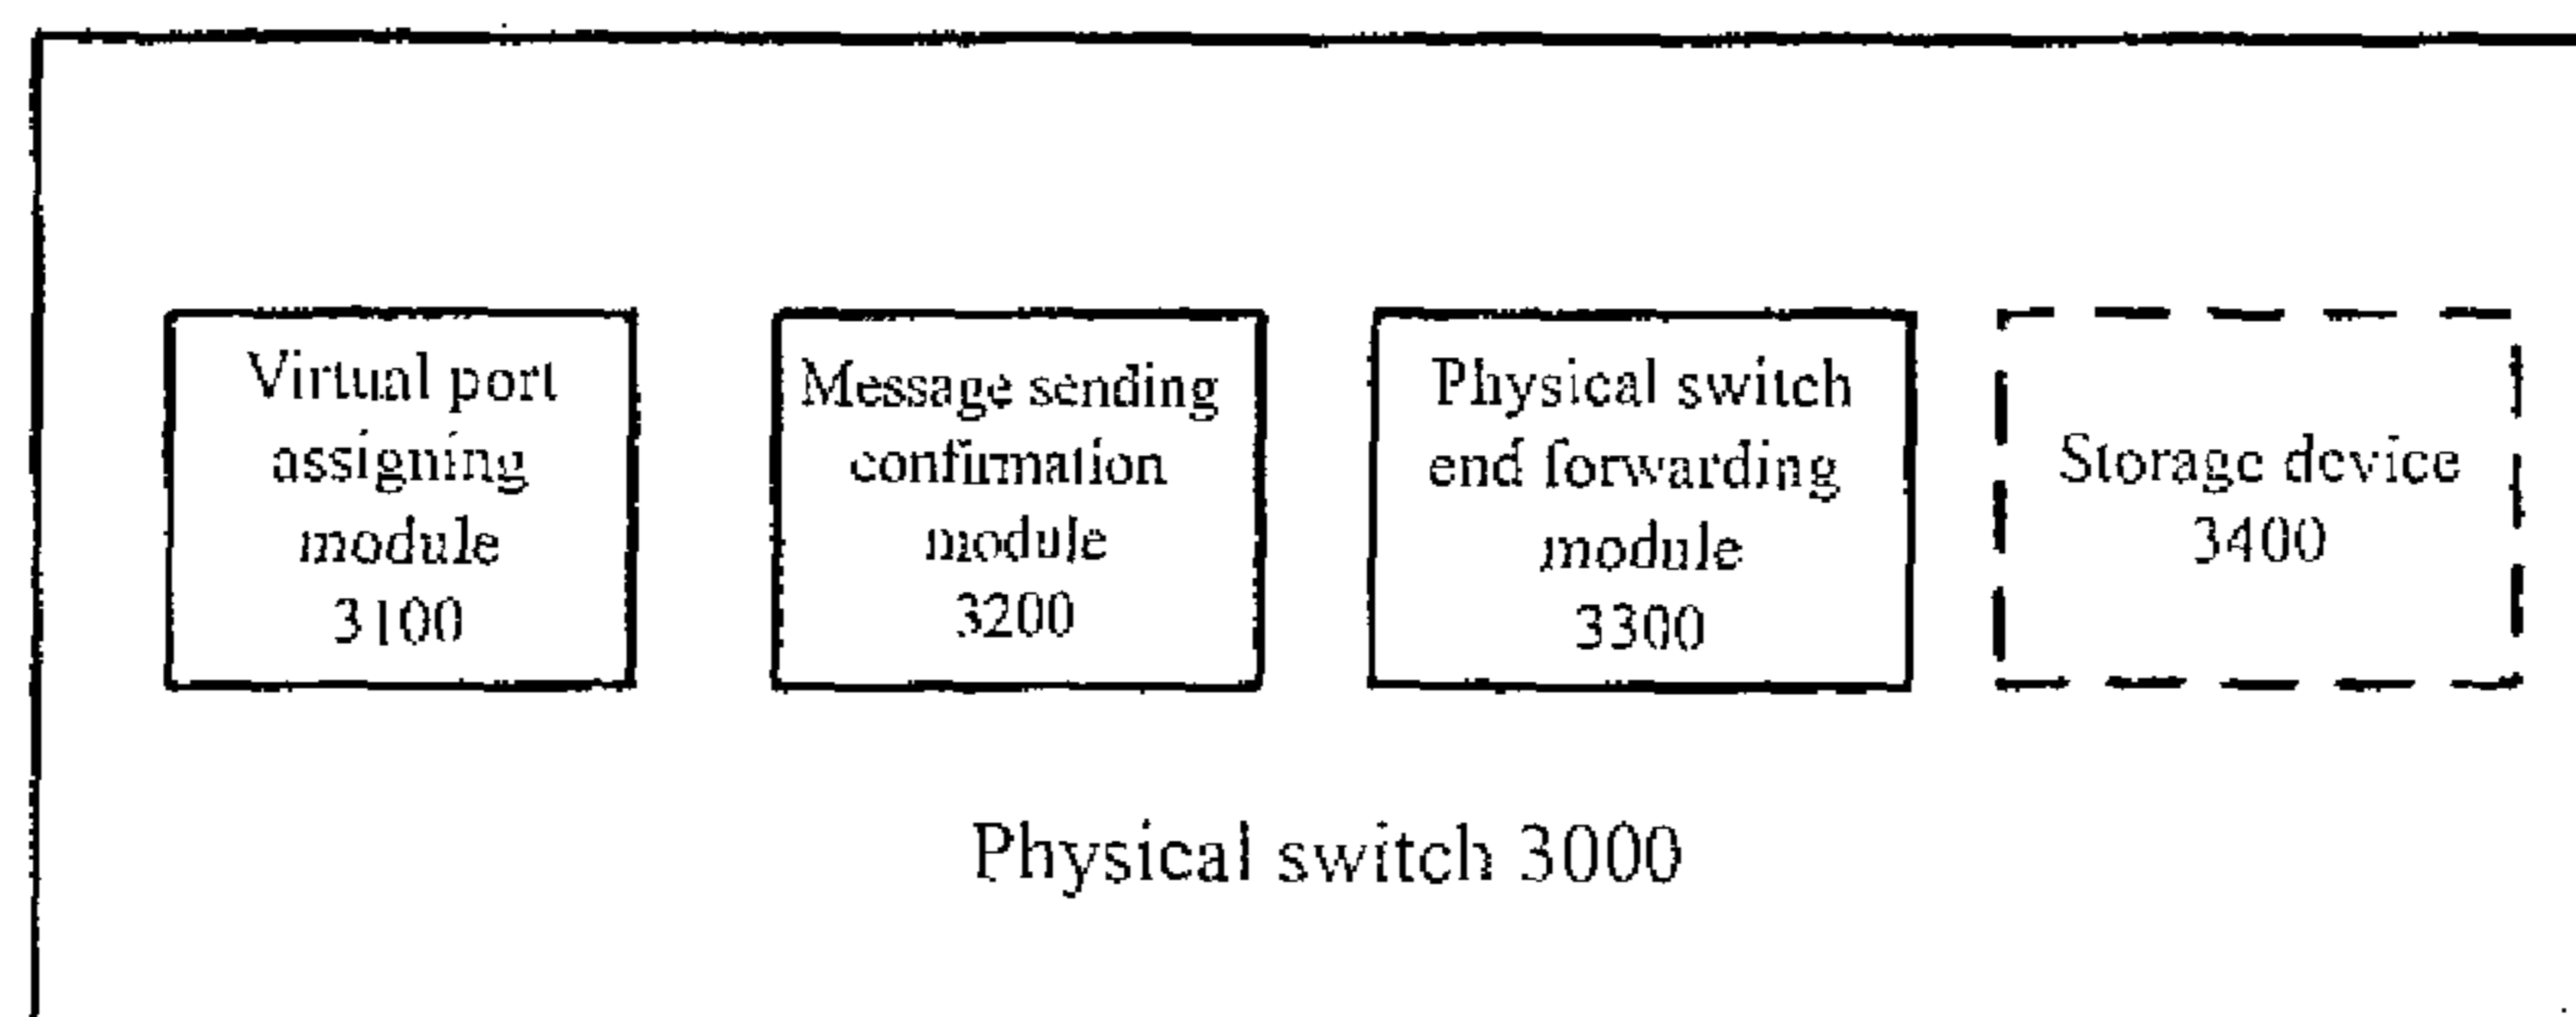 Virtual port
assigning
module
3100
Message sending
confirmation
module
3200
Physical switch
end forwarding
module
3300
Storage device
3400
Physical switch 3000